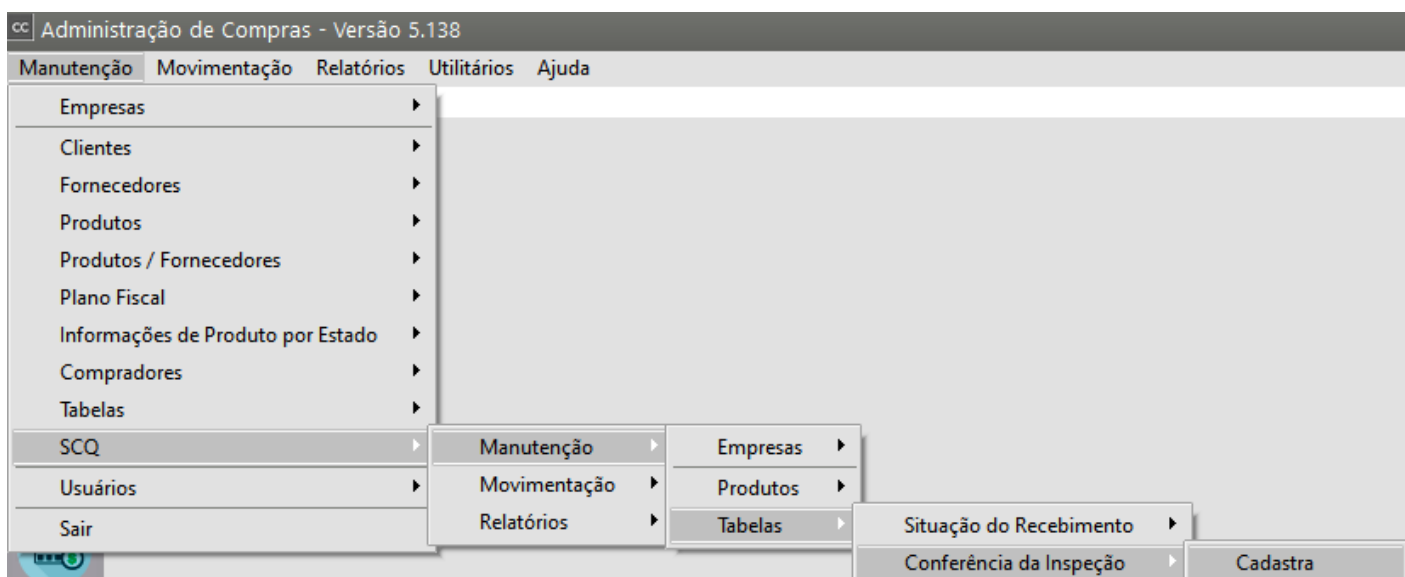 cc Administração de Compras - Versão 5.138
Manutenção Movimentação Relatórios Utilitários Ajuda
Empresas
Clientes
Fornecedores
Produtos
Produtos / Fornecedores
Plano Fiscal
Informações de Produto por Estado
Compradores
Tabelas
SCQ Manutenção Empresas
Usuários Movimentação Produtos
Sair Relatórios Tabelas Situação do Recebimento
Conferência da Inspeção Cadastra